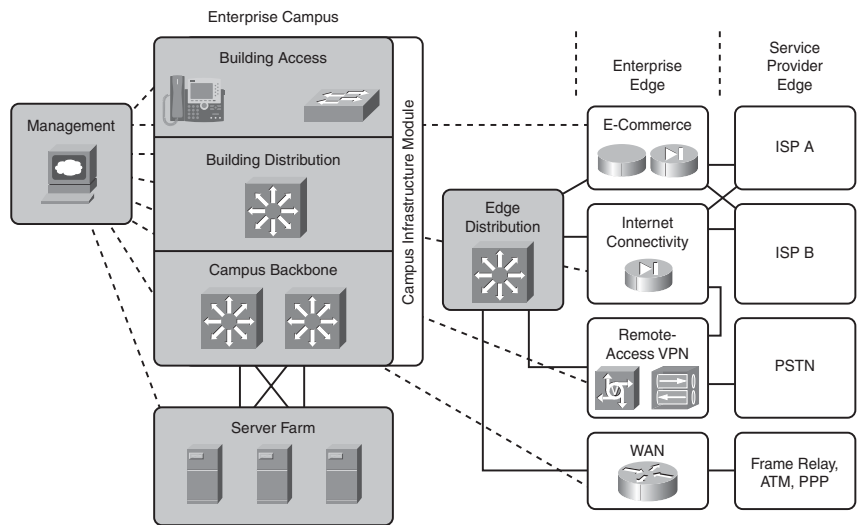 Enterprise Campus
Building Access
Management
Building Distribution
Campus Backbone
Campus Infrastructure Module
Server Farm
Edge
Distribution
Enterprise
Edge
Service
Provider
Edge
E-Commerce
ISP A
Internet
Connectivity
ISP B
Remote-
Access VPN
V
PSTN
WAN
Frame Relay,
ATM, PPP